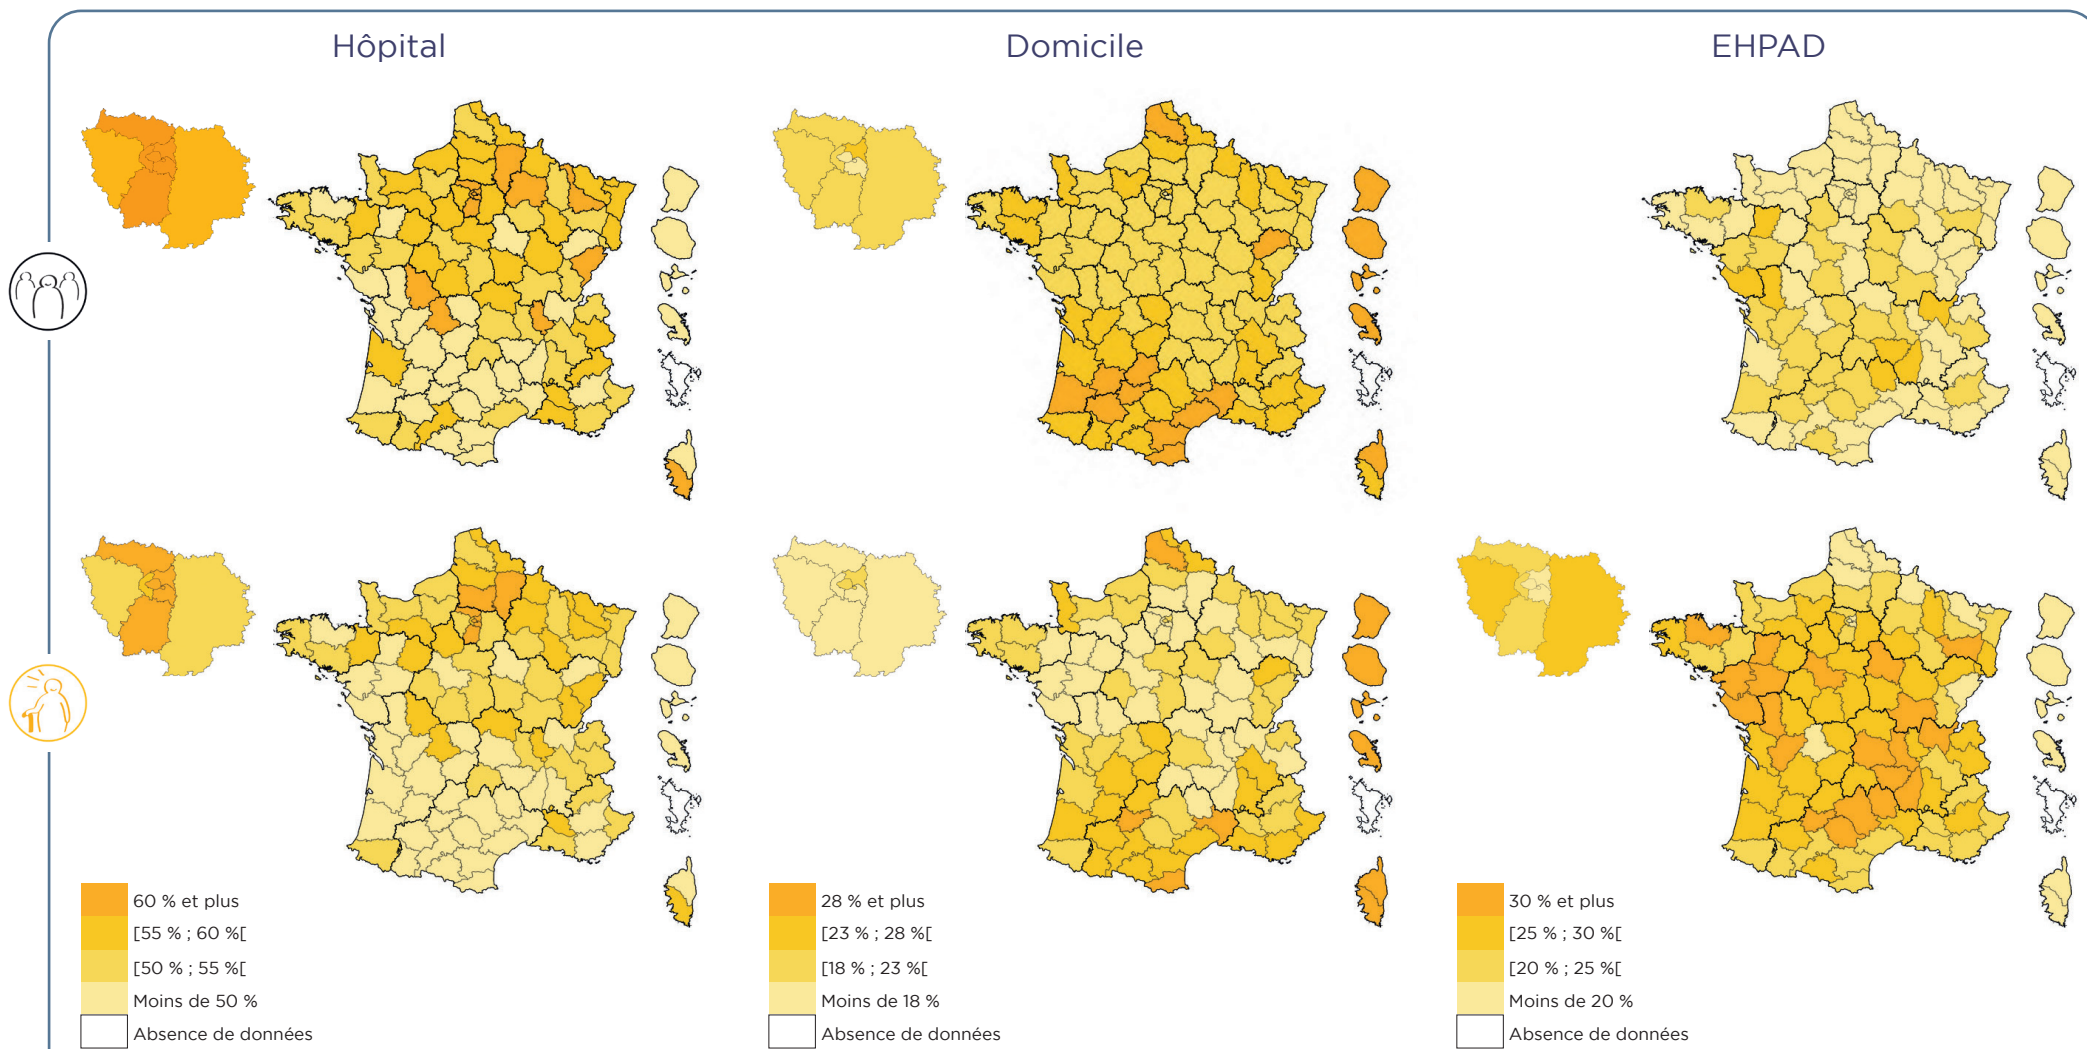 Hôpital
Domicile
EHPAD
60 % et plus
[55 % ; 60 %[
[50 % ; 55 %[
Moins de 50 %
Absence de données
28 % et plus
[23 % ; 28 %[
[18 % ; 23 %[
Moins de 18 %
Absence de données
30 % et plus
[25 % ; 30 %[
[20 % ; 25 %[
Moins de 20 %
Absence de données